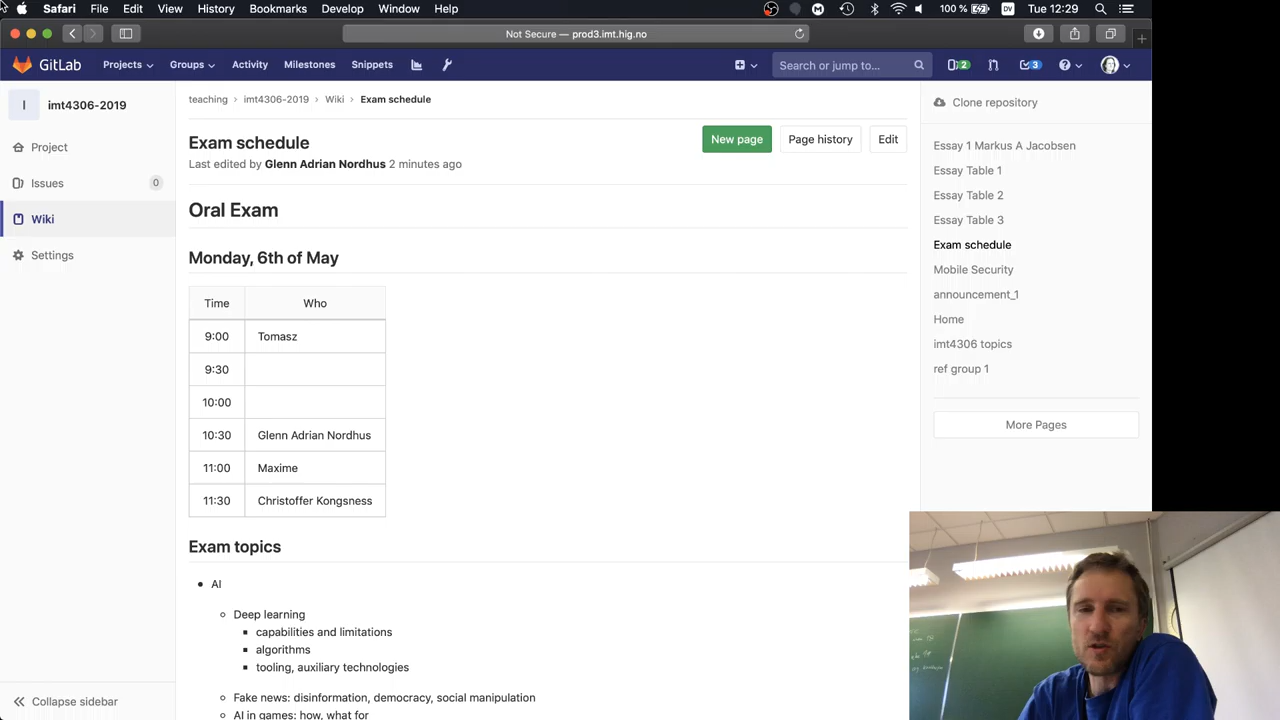 Safari File Edit View History Bookmarks Develop Window Help 100 % DV Tue 12:29
Not Secure — prod3.imt.hig.no
GitLab Projects Groups Activity Milestones Snippets Search or jump to... 2 3
I imt4306-2019
Project
Issues 0
Wiki
Settings
Collapse sidebar
teaching › imt4306-2019 › Wiki › Exam schedule
Exam schedule
Last edited by Glenn Adrian Nordhus 2 minutes ago
New page Page history Edit
Oral Exam
Monday, 6th of May
Time Who
9:00 Tomasz
9:30
10:00
10:30 Glenn Adrian Nordhus
11:00 Maxime
11:30 Christoffer Kongsness
Exam topics
AI
Deep learning
capabilities and limitations
algorithms
tooling, auxiliary technologies
Fake news: disinformation, democracy, social manipulation
AI in games: how, what for
Clone repository
Essay 1 Markus A Jacobsen
Essay Table 1
Essay Table 2
Essay Table 3
Exam schedule
Mobile Security
announcement_1
Home
imt4306 topics
ref group 1
More Pages